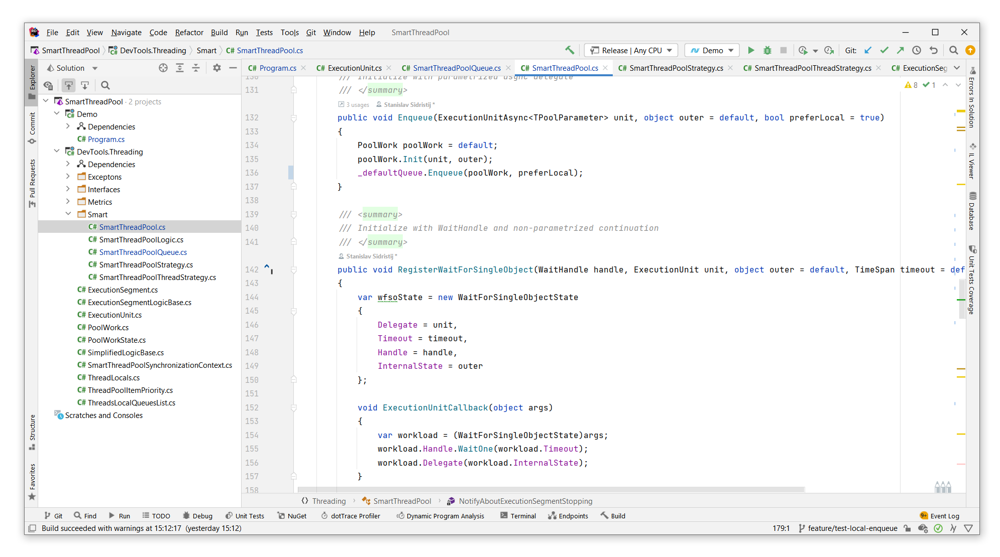 File Edit View Navigate Code Refactor Build Run Tests Tools Git Window Help SmartThreadPool
SmartThreadPool DevTools.Threading Smart C# SmartThreadPool.cs Release | Any CPU Demo Git:
Explorer
Commit
Pull Requests
Structure
Favorites
Solution
SmartThreadPool · 2 projects
Demo
Dependencies
C# Program.cs
DevTools.Threading
Dependencies
Exceptons
Interfaces
Metrics
Smart
C# SmartThreadPool.cs
C# SmartThreadPoolLogic.cs
C# SmartThreadPoolQueue.cs
C# SmartThreadPoolStrategy.cs
C# SmartThreadPoolThreadStrategy.cs
C# ExecutionSegment.cs
C# ExecutionSegmentLogicBase.cs
C# ExecutionUnit.cs
C# PoolWork.cs
C# PoolWorkState.cs
C# SimplifiedLogicBase.cs
C# SmartThreadPoolSynchronizationContext.cs
C# ThreadLocals.cs
C# ThreadPoolItemPriority.cs
C# ThreadsLocalQueuesList.cs
Scratches and Consoles
C# Program.cs C# ExecutionUnit.cs C# SmartThreadPoolQueue.cs C# SmartThreadPool.cs C# SmartThreadPoolStrategy.cs C# SmartThreadPoolThreadStrategy.cs C# ExecutionSeg
8 1
130 /// Initialize with parametrized async delegate
131 /// </summary>
3 usages Stanislav Sidristij *
132 public void Enqueue(ExecutionUnitAsync<TPoolParameter> unit, object outer = default, bool preferLocal = true)
133 {
134 PoolWork poolWork = default;
135 poolWork.Init(unit, outer);
136 _defaultQueue.Enqueue(poolWork, preferLocal);
137 }
138
139 /// <summary>
140 /// Initialize with WaitHandle and non-parametrized continuation
141 /// </summary>
Stanislav Sidristij *
142 public void RegisterWaitForSingleObject(WaitHandle handle, ExecutionUnit unit, object outer = default, TimeSpan timeout = def
143 {
144 var wfsoState = new WaitForSingleObjectState
145 {
146 Delegate = unit,
147 Timeout = timeout,
148 Handle = handle,
149 InternalState = outer
150 };
151
152 void ExecutionUnitCallback(object args)
153 {
154 var workload = (WaitForSingleObjectState)args;
155 workload.Handle.WaitOne(workload.Timeout);
156 workload.Delegate(workload.InternalState);
157 }
158
Threading SmartThreadPool NotifyAboutExecutionSegmentStopping
Errors In Solution
IL Viewer
Database
Unit Tests Coverage
Git Find Run TODO Debug Unit Tests NuGet dotTrace Profiler Dynamic Program Analysis Terminal Endpoints Build 9+ Event Log
Build succeeded with warnings at 15:12:17 (yesterday 15:12) 179:1 feature/test-local-enqueue